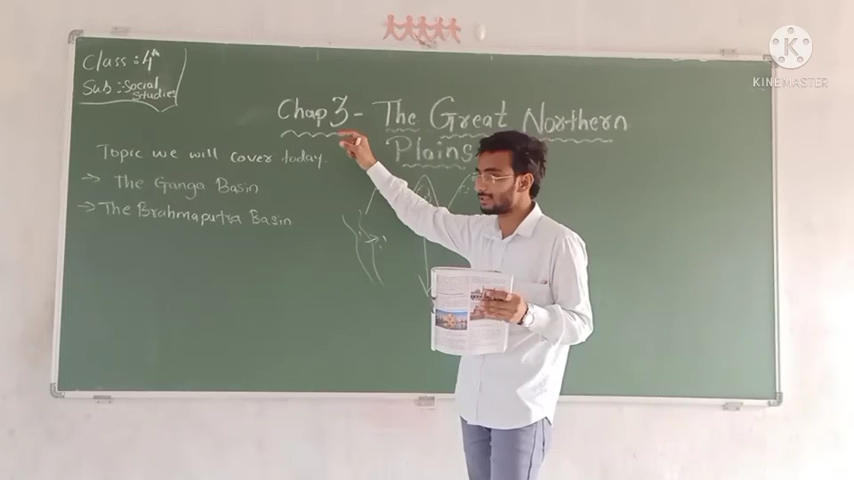 Class : 4th
Sub :- Social
Studies
Chap 3 - The Great Northern
Plains
Topic we will cover today.
→ The Ganga Basin
→ The Brahmaputra Basin
K
KINEMASTER